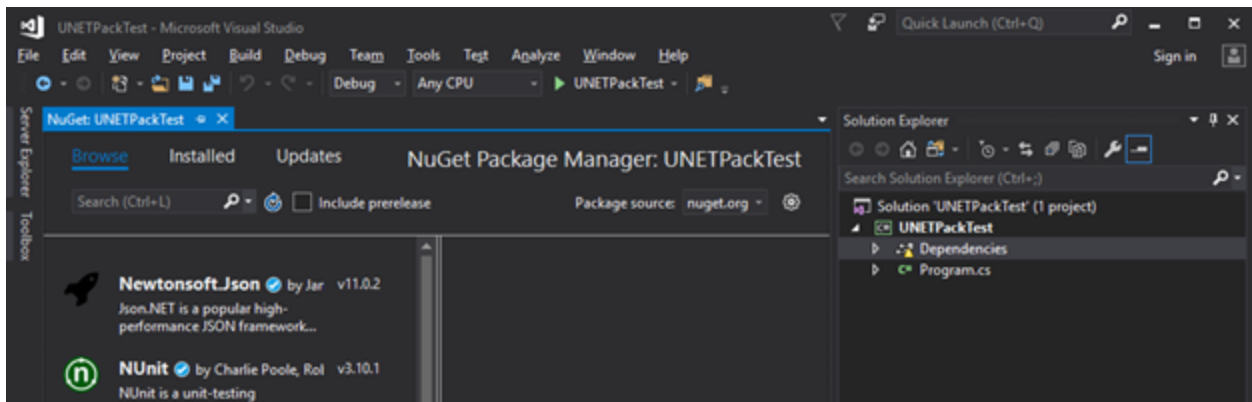 UNETPackTest - Microsoft Visual Studio
Quick Launch (Ctrl+Q)
File Edit View Project Build Debug Team Tools Test Analyze Window Help
Sign in
Debug Any CPU UNETPackTest
Server Explorer
Toolbox
NuGet: UNETPackTest
Browse Installed Updates NuGet Package Manager: UNETPackTest
Search (Ctrl+L) Include prerelease Package source: nuget.org
Newtonsoft.Json by Jar v11.0.2
Json.NET is a popular high-
performance JSON framework...
NUnit by Charlie Poole, Rol v3.10.1
NUnit is a unit-testing
Solution Explorer
Search Solution Explorer (Ctrl+;)
Solution 'UNETPackTest' (1 project)
C# UNETPackTest
Dependencies
C# Program.cs